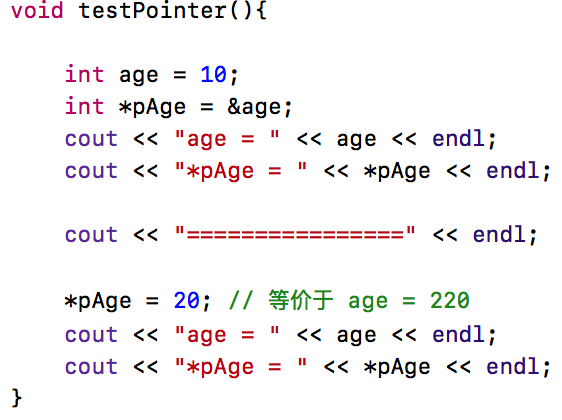 void testPointer(){
int age = 10;
int *pAge = &age;
cout << "age = " << age << endl;
cout << "*pAge = " << *pAge << endl;
cout << "================" << endl;
*pAge = 20; // 等价于 age = 220
cout << "age = " << age << endl;
cout << "*pAge = " << *pAge << endl;
}